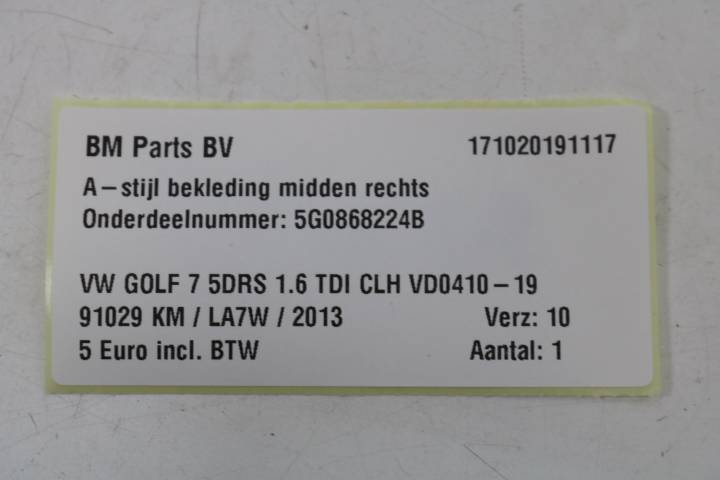 BM Parts BV 171020191117
A-stijl bekleding midden rechts
Onderdeelnummer: 5G0868224B
VW GOLF 7 5DRS 1.6 TDI CLH VD0410-19
91029 KM / LA7W / 2013 Verz: 10
5 Euro incl. BTW Aantal: 1